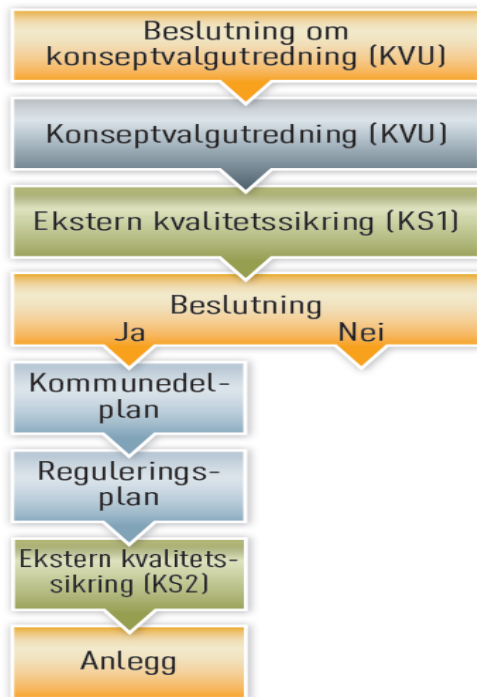 Beslutning om
konseptvalgutredning (KVU)
Konseptvalgutredning (KVU)
Ekstern kvalitetssikring (KS1)
Beslutning
Ja Nei
Kommunedel-
plan
Regulerings-
plan
Ekstern kvalitets-
sikring (KS2)
Anlegg